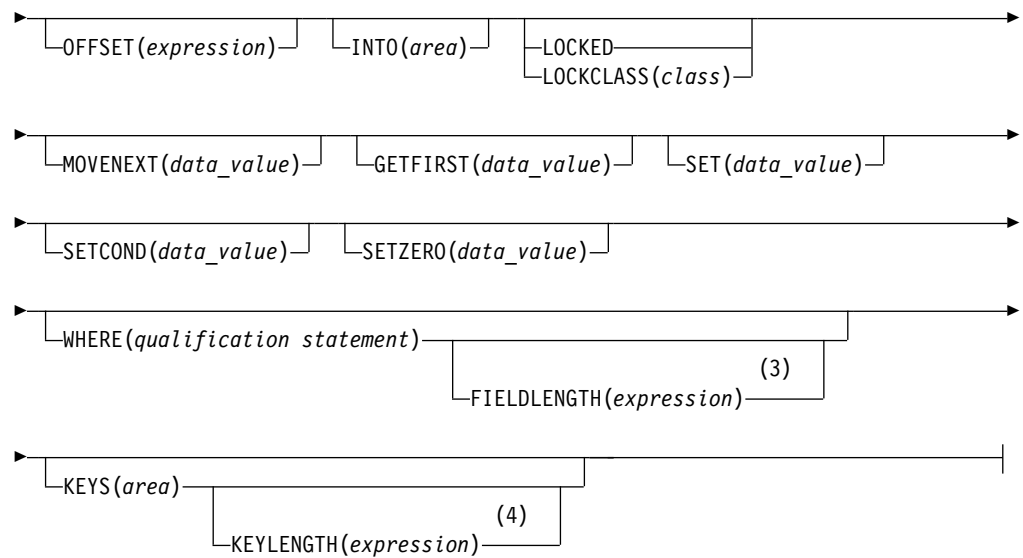 OFFSET(expression) INTO(area) LOCKED
LOCKCLASS(class)
MOVENEXT(data_value) GETFIRST(data_value) SET(data_value)
SETCOND(data_value) SETZERO(data_value)
WHERE(qualification statement)
(3)
FIELDLENGTH(expression)
KEYS(area)
(4)
KEYLENGTH(expression)